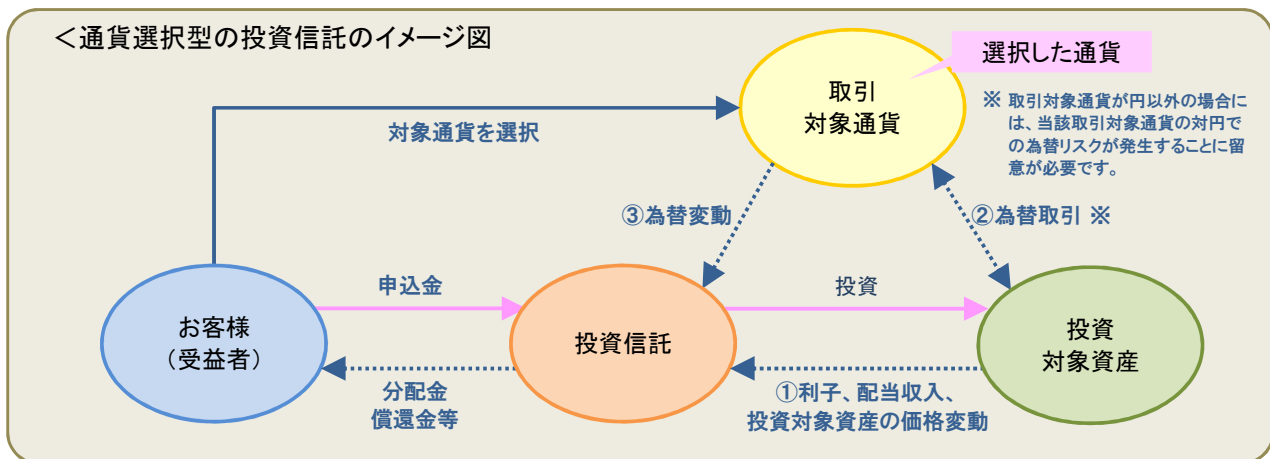 ＜通貨選択型の投資信託のイメージ図
選択した通貨
取引
対象通貨
※ 取引対象通貨が円以外の場合に
は、当該取引対象通貨の対円で
の為替リスクが発生することに留
意が必要です。
対象通貨を選択
③為替変動
②為替取引 ※
申込金
投資
お客様
（受益者）
投資信託
投資
対象資産
分配金
償還金等
①利子、配当収入、
投資対象資産の価格変動